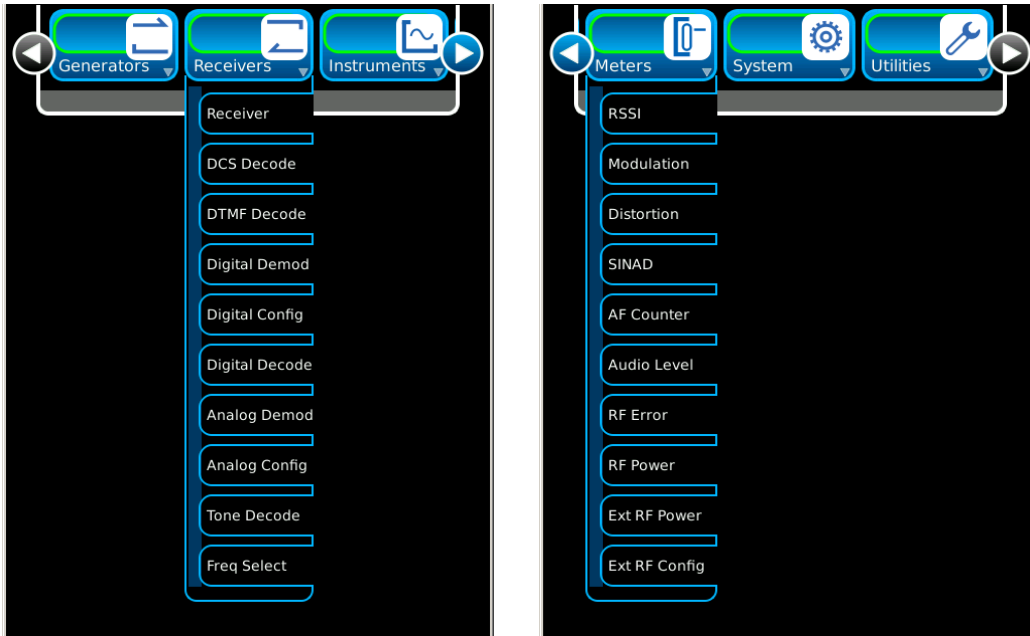 Generators
Receivers
Instruments
Receiver
DCS Decode
DTMF Decode
Digital Demod
Digital Config
Digital Decode
Analog Demod
Analog Config
Tone Decode
Freq Select
Meters
System
Utilities
RSSI
Modulation
Distortion
SINAD
AF Counter
Audio Level
RF Error
RF Power
Ext RF Power
Ext RF Config